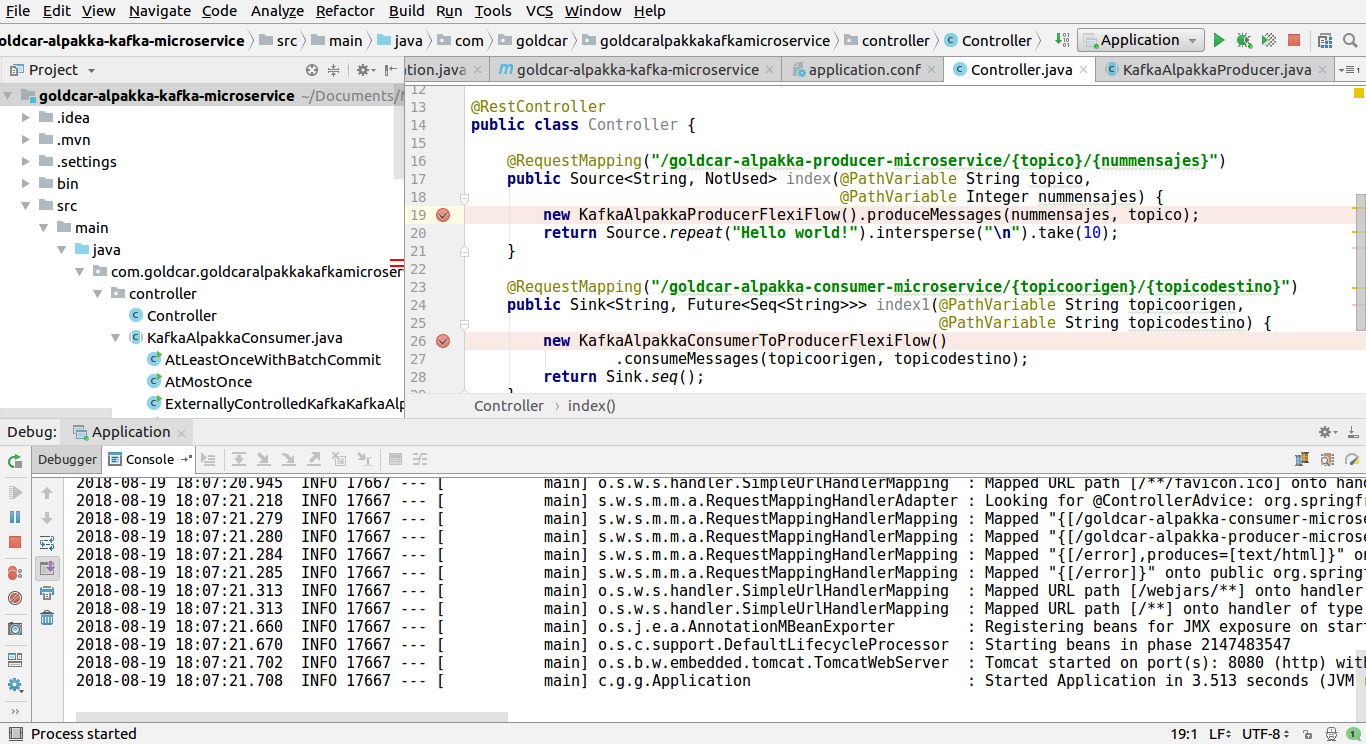 File Edit View Navigate Code Analyze Refactor Build Run Tools VCS Window Help
oldcar-alpakka-kafka-microservice src main java com goldcar goldcaralpakkakafkamicroservice controller Controller Application
Project
ation.java goldcar-alpakka-kafka-microservice application.conf Controller.java KafkaAlpakkaProducer.java
goldcar-alpakka-kafka-microservice ~/Documents/
.idea
.mvn
.settings
bin
src
main
java
com.goldcar.goldcaralpakkakafkamicroser
controller
Controller
KafkaAlpakkaConsumer.java
AtLeastOnceWithBatchCommit
AtMostOnce
ExternallyControlledKafkaKafkaAlp
12
13 @RestController
14 public class Controller {
15
16 @RequestMapping("/goldcar-alpakka-producer-microservice/{topico}/{nummensajes}")
17 public Source<String, NotUsed> index(@PathVariable String topico,
18 @PathVariable Integer nummensajes) {
19 new KafkaAlpakkaProducerFlexiFlow().produceMessages(nummensajes, topico);
20 return Source.repeat("Hello world!").intersperse("\n").take(10);
21 }
22
23 @RequestMapping("/goldcar-alpakka-consumer-microservice/{topicoorigen}/{topicodestino}")
24 public Sink<String, Future<Seq<String>>> index1(@PathVariable String topicoorigen,
25 @PathVariable String topicodestino) {
26 new KafkaAlpakkaConsumerToProducerFlexiFlow()
27 .consumeMessages(topicoorigen, topicodestino);
28 return Sink.seq();
Controller › index()
Debug: Application
Debugger Console
2018-08-19 18:07:20.945 INFO 17667 --- [ main] o.s.w.s.handler.SimpleUrlHandlerMapping : Mapped URL path [/**/favicon.ico] onto hand
2018-08-19 18:07:21.218 INFO 17667 --- [ main] s.w.s.m.m.a.RequestMappingHandlerAdapter : Looking for @ControllerAdvice: org.springfr
2018-08-19 18:07:21.279 INFO 17667 --- [ main] s.w.s.m.m.a.RequestMappingHandlerMapping : Mapped "{[/goldcar-alpakka-consumer-microse
2018-08-19 18:07:21.280 INFO 17667 --- [ main] s.w.s.m.m.a.RequestMappingHandlerMapping : Mapped "{[/goldcar-alpakka-producer-microse
2018-08-19 18:07:21.284 INFO 17667 --- [ main] s.w.s.m.m.a.RequestMappingHandlerMapping : Mapped "{[/error],produces=[text/html]}" on
2018-08-19 18:07:21.285 INFO 17667 --- [ main] s.w.s.m.m.a.RequestMappingHandlerMapping : Mapped "{[/error]}" onto public org.springf
2018-08-19 18:07:21.313 INFO 17667 --- [ main] o.s.w.s.handler.SimpleUrlHandlerMapping : Mapped URL path [/webjars/**] onto handler
2018-08-19 18:07:21.313 INFO 17667 --- [ main] o.s.w.s.handler.SimpleUrlHandlerMapping : Mapped URL path [/**] onto handler of type
2018-08-19 18:07:21.660 INFO 17667 --- [ main] o.s.j.e.a.AnnotationMBeanExporter : Registering beans for JMX exposure on start
2018-08-19 18:07:21.670 INFO 17667 --- [ main] o.s.c.support.DefaultLifecycleProcessor : Starting beans in phase 2147483547
2018-08-19 18:07:21.702 INFO 17667 --- [ main] o.s.b.w.embedded.tomcat.TomcatWebServer : Tomcat started on port(s): 8080 (http) with
2018-08-19 18:07:21.708 INFO 17667 --- [ main] c.g.g.Application : Started Application in 3.513 seconds (JVM
Process started 19:1 LF UTF-8 1